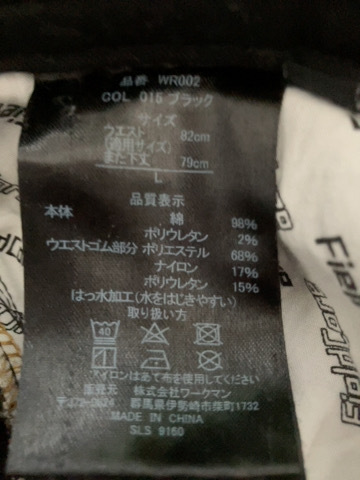 品番 WR002
COL 015 ブラック
サイズ
ウエスト 82cm
(適用サイズ)
また下丈 79cm
L
品質表示
本体
綿 98%
ポリウレタン 2%
ウエストゴム部分 ポリエステル 68%
ナイロン 17%
ポリウレタン 15%
はっ水加工(水をはじきやすい)
取り扱い方
40
アイロンはあて布を使用してください
株式会社ワークマン
群馬県伊勢崎市柴町1732
MADE IN CHINA
SLS 9160
FieldCore